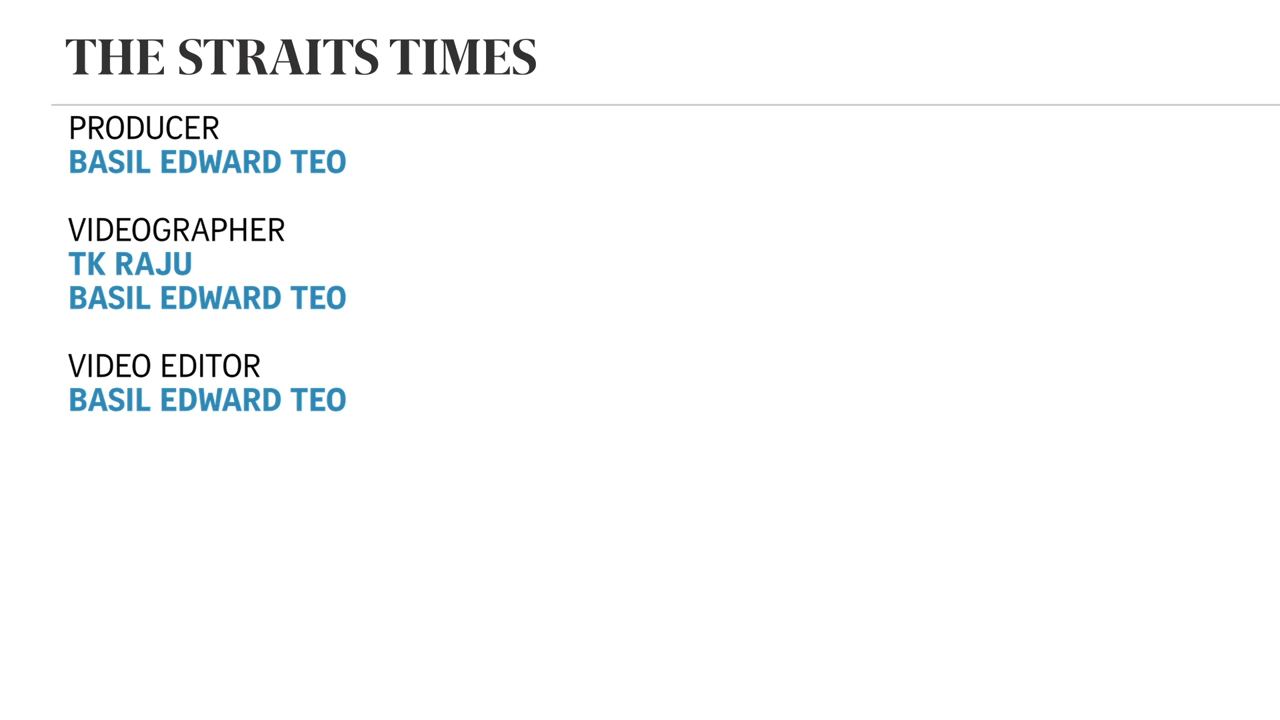 THE STRAITS TIMES
PRODUCER
BASIL EDWARD TEO
VIDEOGRAPHER
TK RAJU
BASIL EDWARD TEO
VIDEO EDITOR
BASIL EDWARD TEO